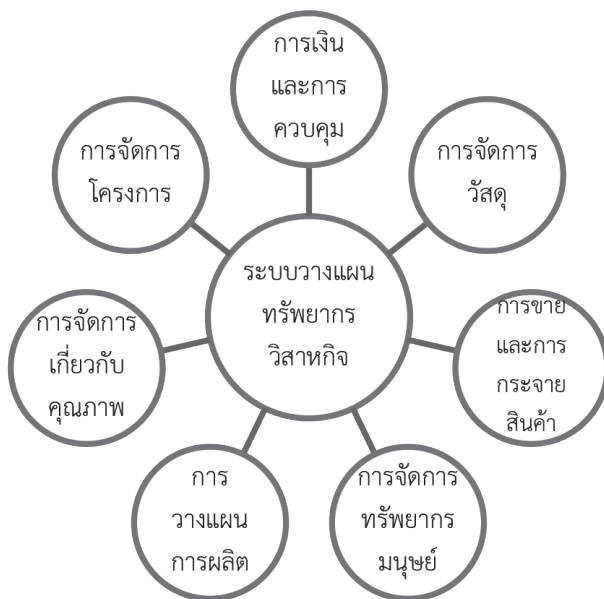 การเงิน
และการ
ควบคุม
การจัดการ
วัสดุ
การขาย
และการ
กระจาย
สินค้า
การจัดการ
ทรัพยากร
มนุษย์
การ
วางแผน
การผลิต
การจัดการ
เกี่ยวกับ
คุณภาพ
การจัดการ
โครงการ
ระบบวางแผน
ทรัพยากร
วิสาหกิจ